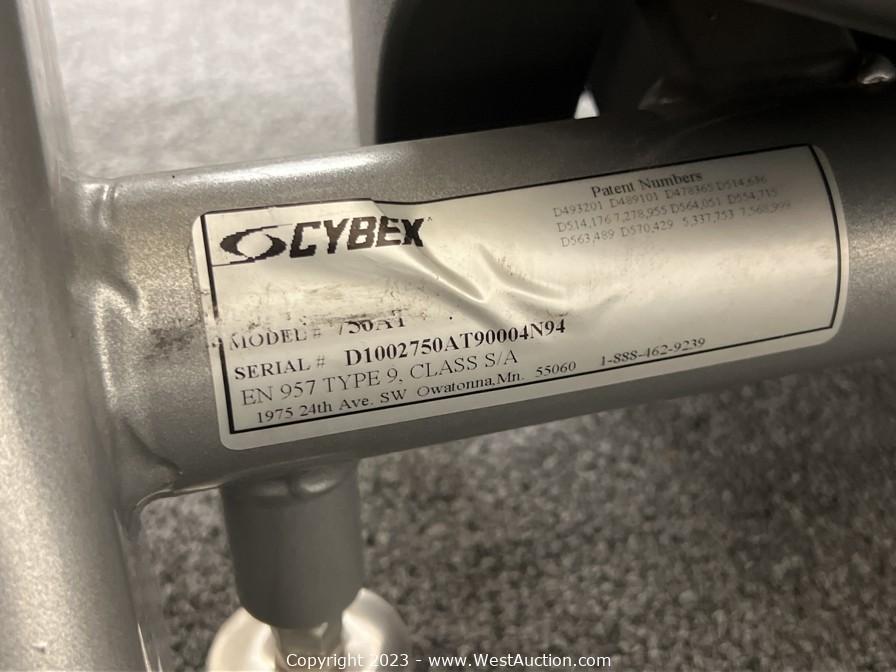 CYBEX
Patent Numbers
D493201 D489101 D478365 D514,636
D514,176 7,278,955 D564,051 D554,715
D563,489 D570,429 5,337,753 7,568,999
MODEL # 750AT
SERIAL # D1002750AT90004N94
EN 957 TYPE 9, CLASS S/A
1975 24th Ave. SW Owatonna,Mn. 55060 1-888-462-9239
Copyright 2023 - www.WestAuction.com